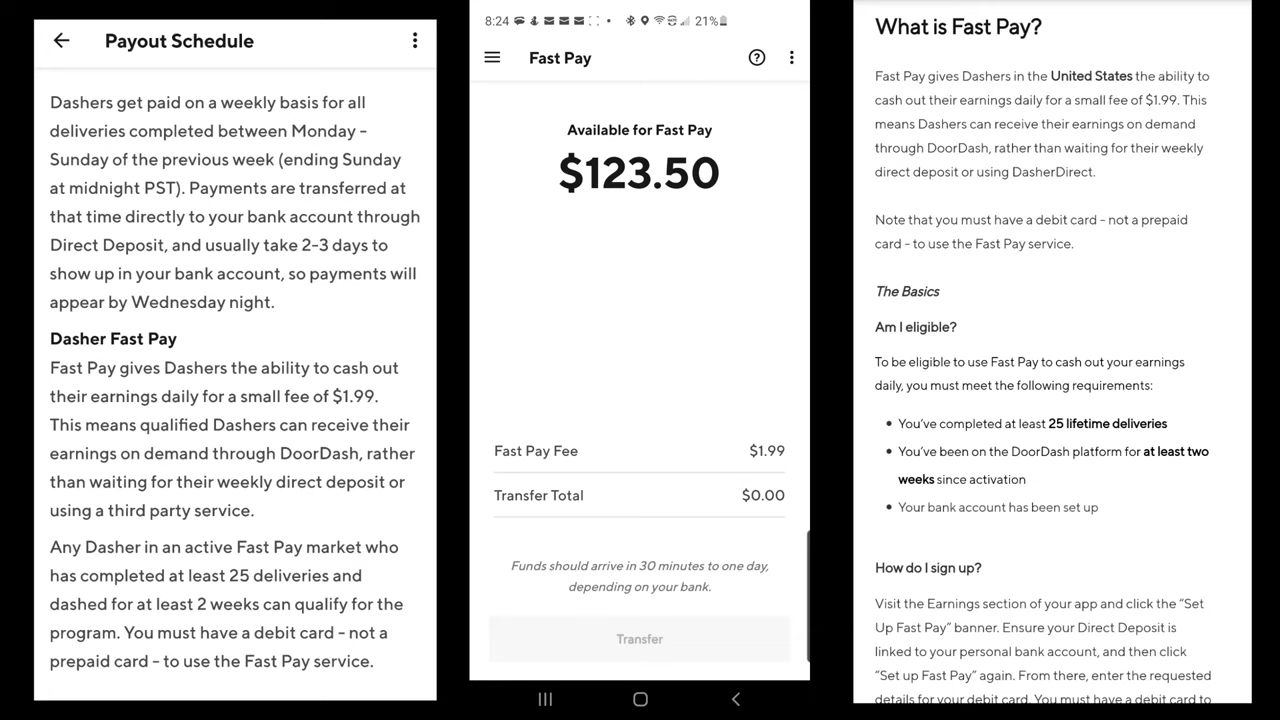 Payout Schedule
Dashers get paid on a weekly basis for all
deliveries completed between Monday -
Sunday of the previous week (ending Sunday
at midnight PST). Payments are transferred at
that time directly to your bank account through
Direct Deposit, and usually take 2-3 days to
show up in your bank account, so payments will
appear by Wednesday night.
Dasher Fast Pay
Fast Pay gives Dashers the ability to cash out
their earnings daily for a small fee of $1.99.
This means qualified Dashers can receive their
earnings on demand through DoorDash, rather
than waiting for their weekly direct deposit or
using a third party service.
Any Dasher in an active Fast Pay market who
has completed at least 25 deliveries and
dashed for at least 2 weeks can qualify for the
program. You must have a debit card - not a
prepaid card - to use the Fast Pay service.
8:24 21%
Fast Pay
Available for Fast Pay
$123.50
Fast Pay Fee $1.99
Transfer Total $0.00
Funds should arrive in 30 minutes to one day,
depending on your bank.
Transfer
What is Fast Pay?
Fast Pay gives Dashers in the United States the ability to
cash out their earnings daily for a small fee of $1.99. This
means Dashers can receive their earnings on demand
through DoorDash, rather than waiting for their weekly
direct deposit or using DasherDirect.
Note that you must have a debit card - not a prepaid
card - to use the Fast Pay service.
The Basics
Am I eligible?
To be eligible to use Fast Pay to cash out your earnings
daily, you must meet the following requirements:
• You've completed at least 25 lifetime deliveries
• You've been on the DoorDash platform for at least two
weeks since activation
• Your bank account has been set up
How do I sign up?
Visit the Earnings section of your app and click the "Set
Up Fast Pay" banner. Ensure your Direct Deposit is
linked to your personal bank account, and then click
"Set up Fast Pay" again. From there, enter the requested
details for your debit card. You must have a debit card to